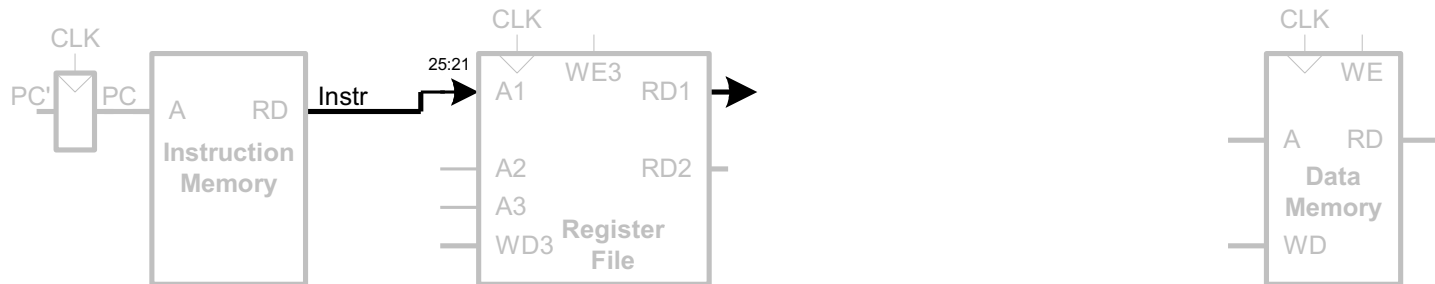 CLK
PC'
PC
A
RD
Instruction
Memory
Instr
25:21
CLK
WE3
A1
RD1
A2
RD2
A3
WD3
Register
File
CLK
WE
A
RD
Data
Memory
WD